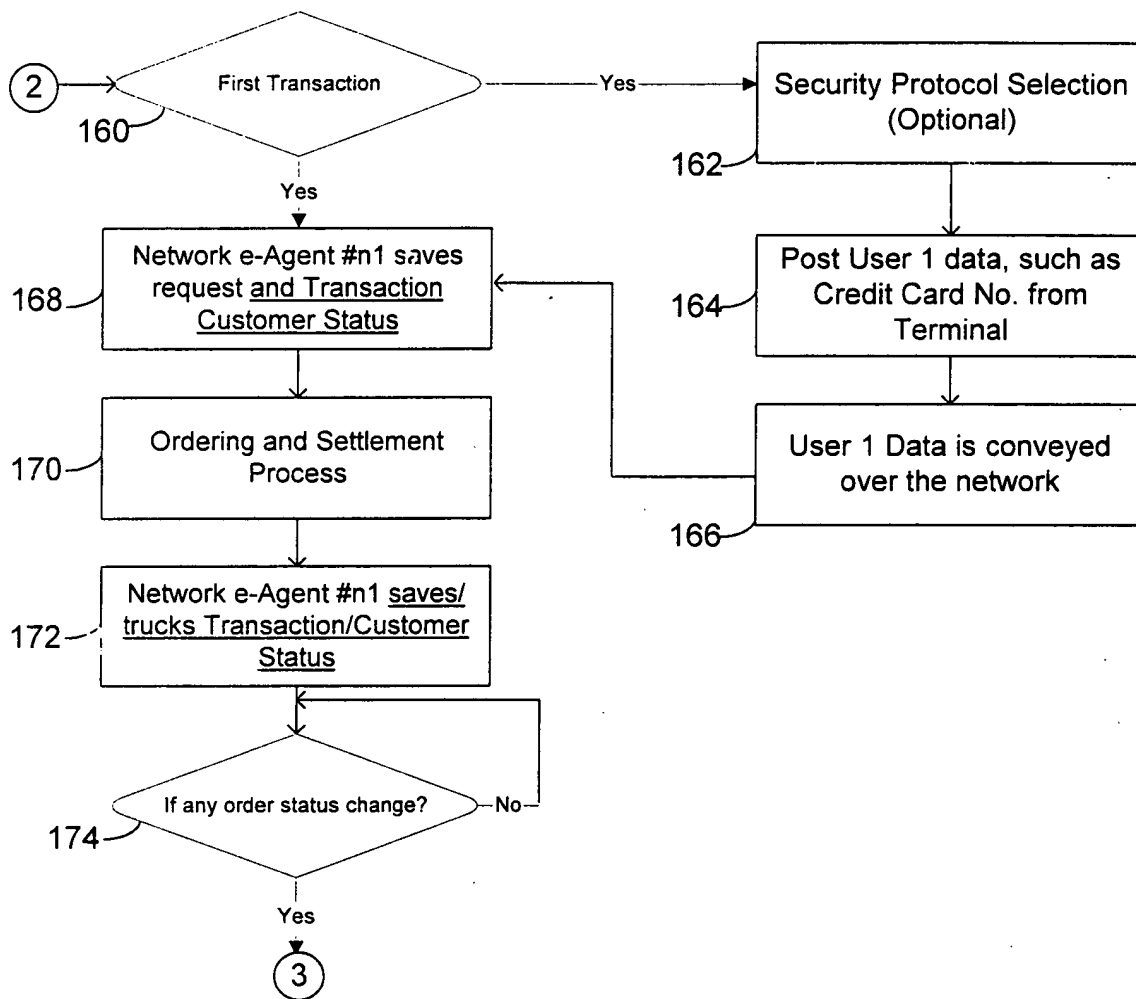 2
First Transaction
160
Yes
Security Protocol Selection
(Optional)
162
Yes
Network e-Agent #n1 saves
request and Transaction
Customer Status
168
Post User 1 data, such as
Credit Card No. from
Terminal
164
Ordering and Settlement
Process
170
User 1 Data is conveyed
over the network
166
Network e-Agent #n1 saves/
trucks Transaction/Customer
Status
172
If any order status change?
No
174
Yes
3